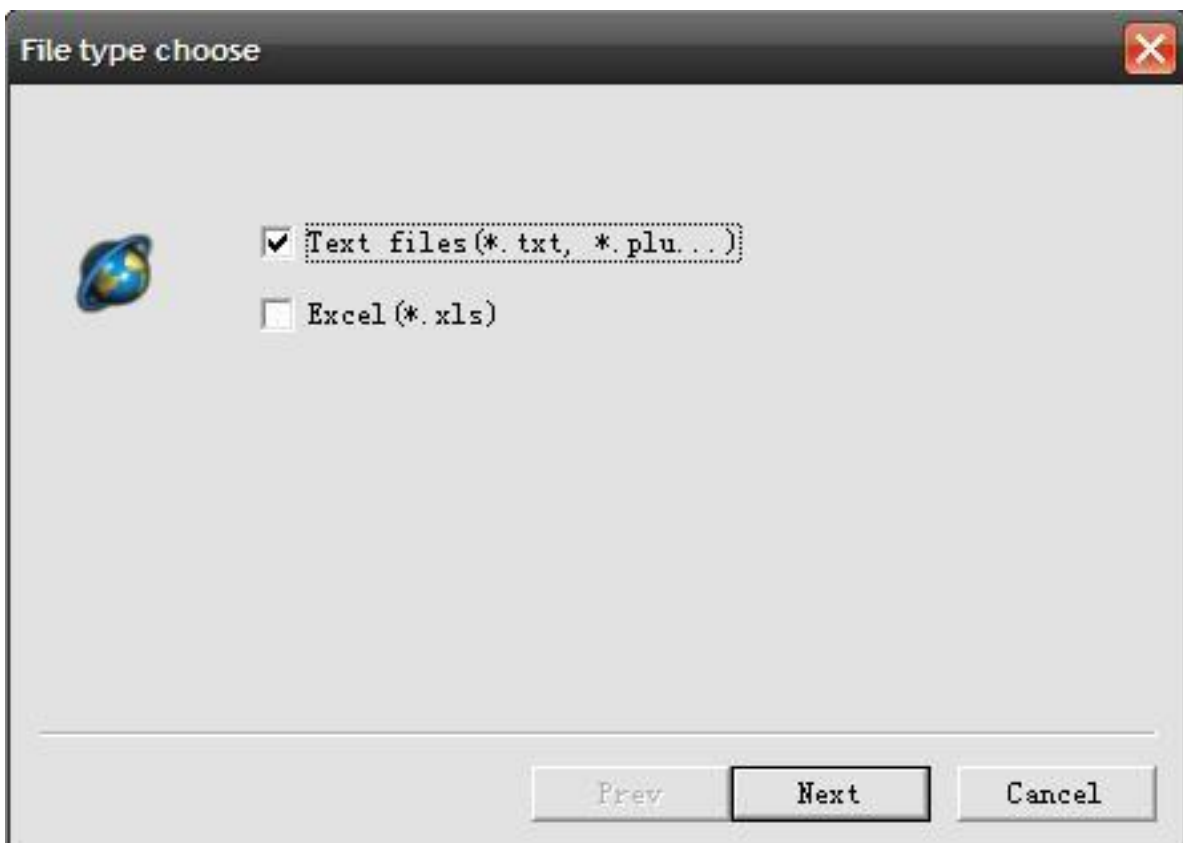 File type choose
Text files(*.txt, *.plu...)
Excel(*.xls)
Prev Next Cancel